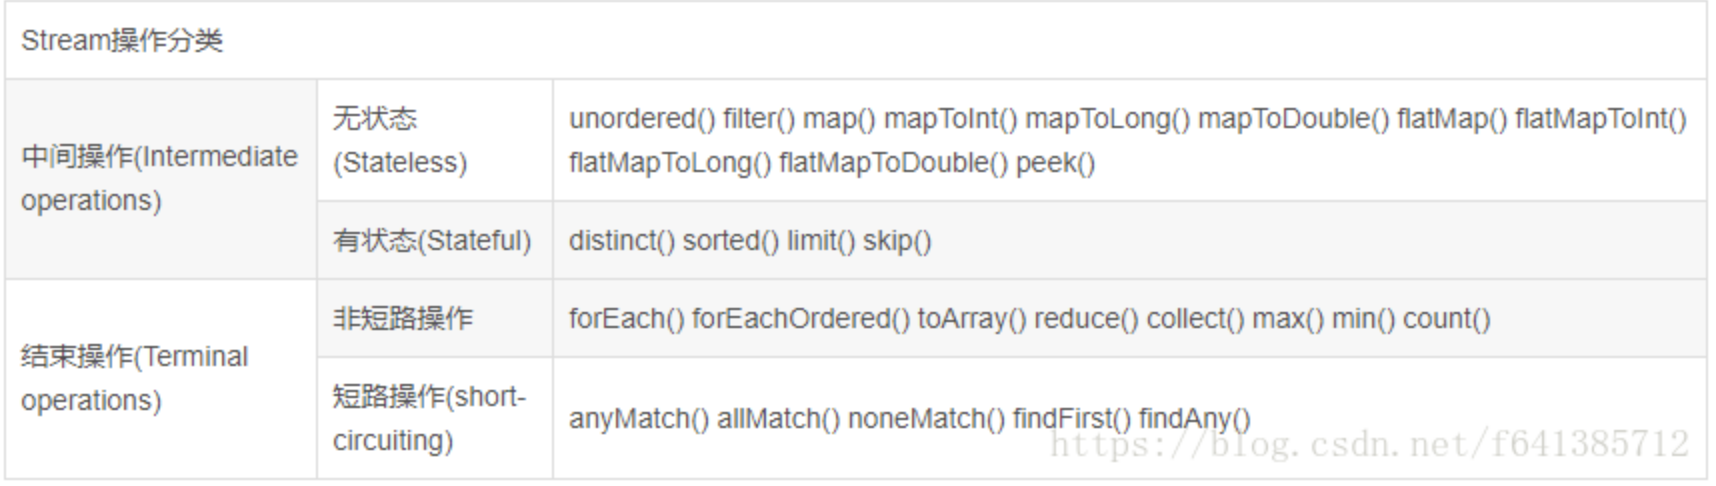 Stream操作分类
中间操作(Intermediate
operations)
无状态
(Stateless)
unordered() filter() map() mapToInt() mapToLong() mapToDouble() flatMap() flatMapToInt()
flatMapToLong() flatMapToDouble() peek()
有状态(Stateful)
distinct() sorted() limit() skip()
结束操作(Terminal
operations)
非短路操作
forEach() forEachOrdered() toArray() reduce() collect() max() min() count()
短路操作(short-
circuiting)
anyMatch() allMatch() noneMatch() findFirst() findAny()
https://blog.csdn.net/f641385712